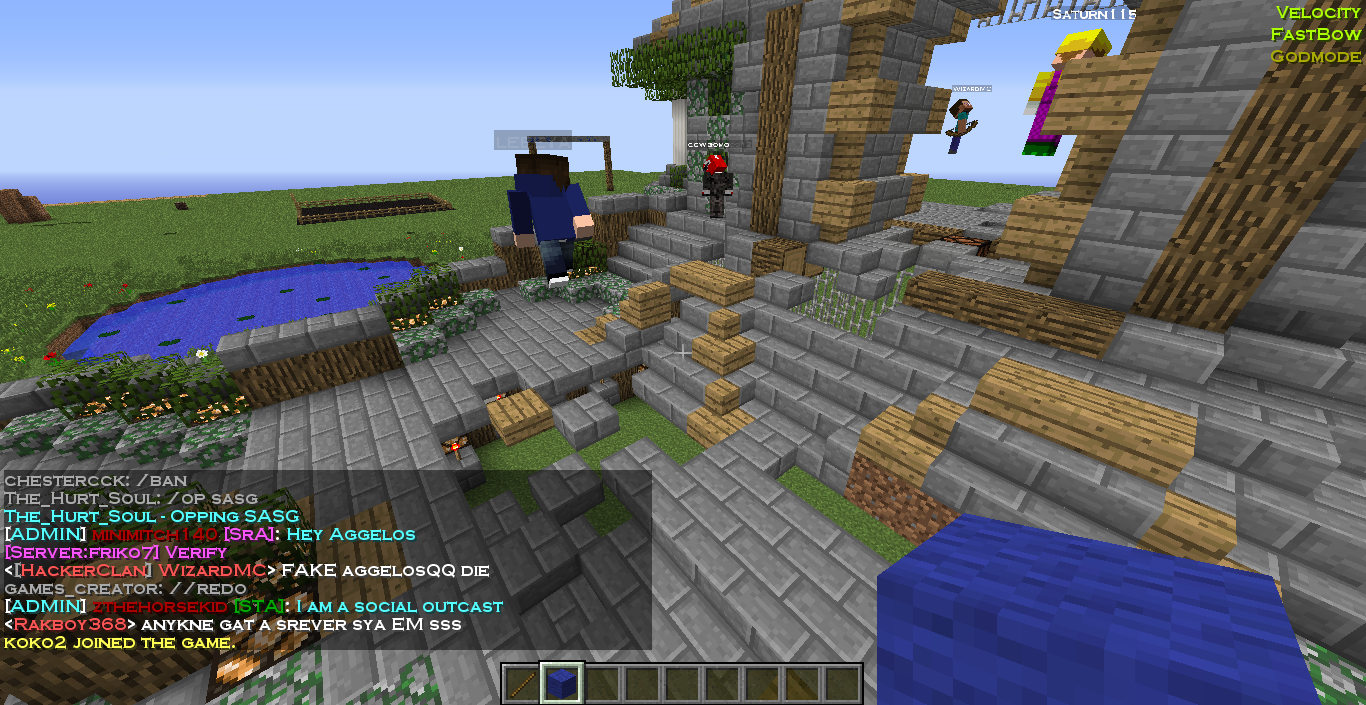 Saturn115
Velocity
FastBow
Godmode
WizardMC
chestercck: /ban
The_Hurt_Soul: /op sasg
The_Hurt_Soul - Opping SASG
[ADMIN] minimitch140 [SrA]: Hey Aggelos
[Server:friko7] Verify
<[HackerClan] WizardMC> FAKE aggelosQQ die
games_creator: //redo
[ADMIN] zthehorsekid [STA]: I am a social outcast
<Rakboy368> anykne gat a srever sya EM sss
koko2 joined the game.